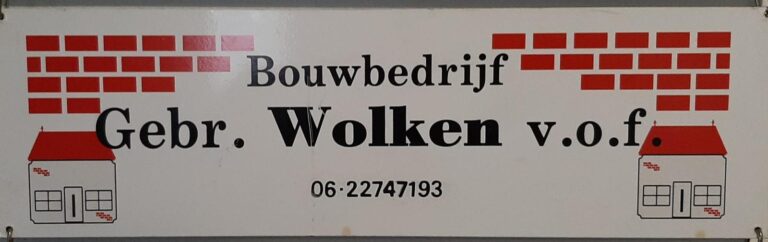 Bouwbedrijf
Gebr. Wolken v.o.f.
06-22747193